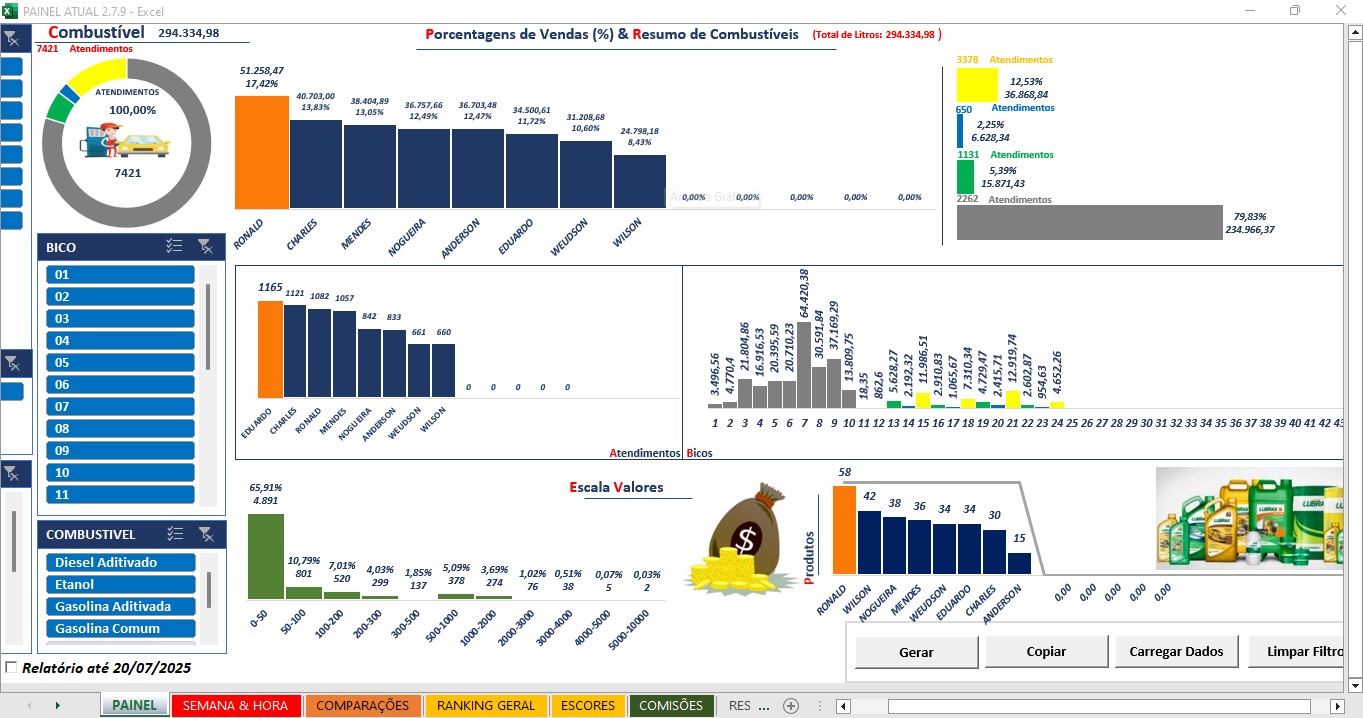 PAINEL ATUAL 2.7.9 - Excel
Combustível 294.334,98
7421 Atendimentos
ATENDIMENTOS
100,00%
7421
Porcentagens de Vendas (%) & Resumo de Combustíveis (Total de Litros: 294.334,98 )
51.258,47
17,42%
40.703,00
13,83%
38.404,89
13,05%
36.757,66
12,49%
36.703,48
12,47%
34.500,61
11,72%
31.208,68
10,60%
24.798,18
8,43%
0,00% 0,00% 0,00% 0,00% 0,00%
RONALD CHARLES MENDES NOGUEIRA ANDERSON EDUARDO WEUDSON WILSON
3378 Atendimentos
12,53%
36.868,84
650 Atendimentos
2,25%
6.628,34
1131 Atendimentos
5,39%
15.871,43
2262 Atendimentos
79,83%
234.966,37
BICO
01
02
03
04
05
06
07
08
09
10
11
1165 1121 1082 1057 842 833 661 660 0 0 0 0 0
EDUARDO CHARLES RONALD MENDES NOGUEIRA ANDERSON WEUDSON WILSON
Atendimentos
3.496,56 4.770,4 21.804,86 16.916,53 20.395,59 20.710,23 64.420,38 30.591,84 37.169,29 13.809,75 18,35 862,6 5.628,27 2.192,32 11.986,51 2.910,83 1.065,67 7.310,34 4.729,47 2.415,71 12.919,74 2.602,87 954,63 4.652,26
1 2 3 4 5 6 7 8 9 10 11 12 13 14 15 16 17 18 19 20 21 22 23 24 25 26 27 28 29 30 31 32 33 34 35 36 37 38 39 40 41 42 43
Bicos
COMBUSTIVEL
Diesel Aditivado
Etanol
Gasolina Aditivada
Gasolina Comum
Escala Valores
65,91%
4.891
10,79%
801
7,01%
520
4,03%
299
1,85%
137
5,09%
378
3,69%
274
1,02%
76
0,51%
38
0,07%
5
0,03%
2
0-50 50-100 100-200 200-300 300-500 500-1000 1000-2000 2000-3000 3000-4000 4000-5000 5000-10000
$
Produtos
58 42 38 36 34 34 30 15
RONALD WILSON NOGUEIRA MENDES WEUDSON EDUARDO CHARLES ANDERSON 0,00 0,00 0,00 0,00 0,00
LUBRAX
Gerar
Copiar
Carregar Dados
Limpar Filtro
Relatório até 20/07/2025
PAINEL SEMANA & HORA COMPARAÇÕES RANKING GERAL ESCORES COMISÕES RES ...